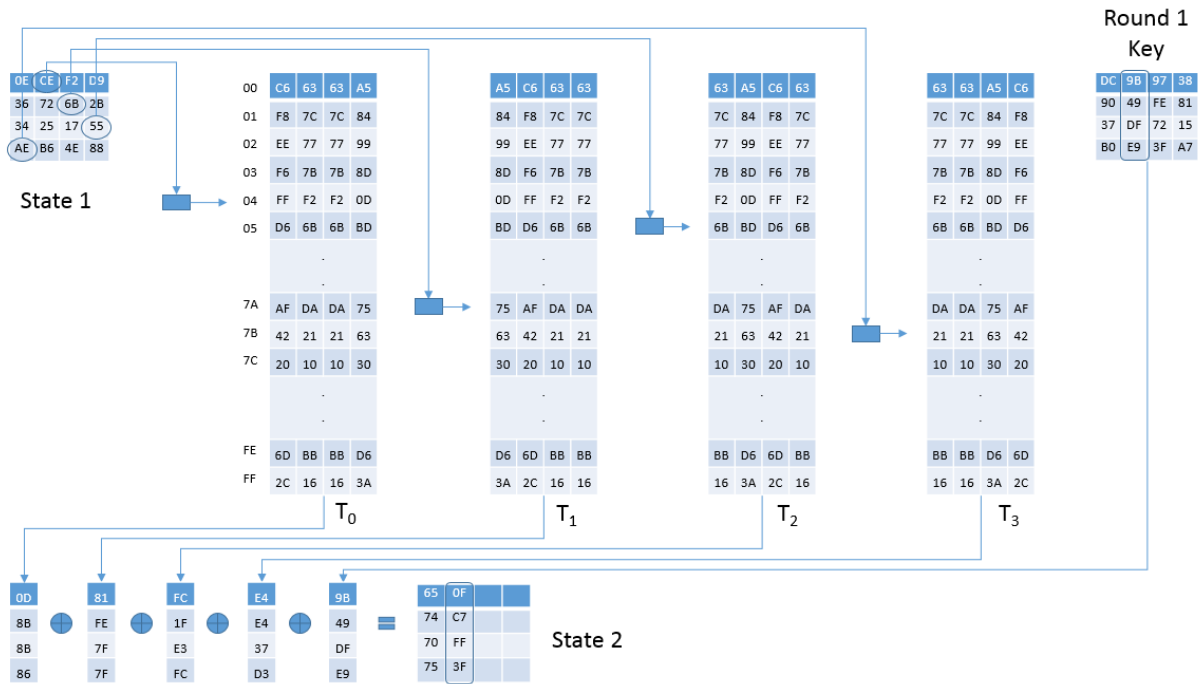 Round 1
Key
0E CE F2 D9
36 72 6B 2B
34 25 17 55
AE B6 4E 88
State 1
DC 9B 97 38
90 49 FE 81
37 DF 72 15
B0 E9 3F A7
00 C6 63 63 A5 A5 C6 63 63 63 A5 C6 63 63 63 A5 C6
01 F8 7C 7C 84 84 F8 7C 7C 7C 84 F8 7C 7C 7C 84 F8
02 EE 77 77 99 99 EE 77 77 77 99 EE 77 77 77 99 EE
03 F6 7B 7B 8D 8D F6 7B 7B 7B 8D F6 7B 7B 7B 8D F6
04 FF F2 F2 0D 0D FF F2 F2 F2 0D FF F2 F2 F2 0D FF
05 D6 6B 6B BD BD D6 6B 6B 6B BD D6 6B 6B 6B BD D6
. . . .
. . . .
7A AF DA DA 75 75 AF DA DA DA 75 AF DA DA DA 75 AF
7B 42 21 21 63 63 42 21 21 21 63 42 21 21 21 63 42
7C 20 10 10 30 30 20 10 10 10 30 20 10 10 10 30 20
. . . .
. . . .
FE 6D BB BB D6 D6 6D BB BB BB D6 6D BB BB BB D6 6D
FF 2C 16 16 3A 3A 2C 16 16 16 3A 2C 16 16 16 3A 2C
T0 T1 T2 T3
0D 81 FC E4 9B 65 0F
8B FE 1F E4 49 74 C7
8B 7F E3 37 DF 70 FF
86 7F FC D3 E9 75 3F
State 2